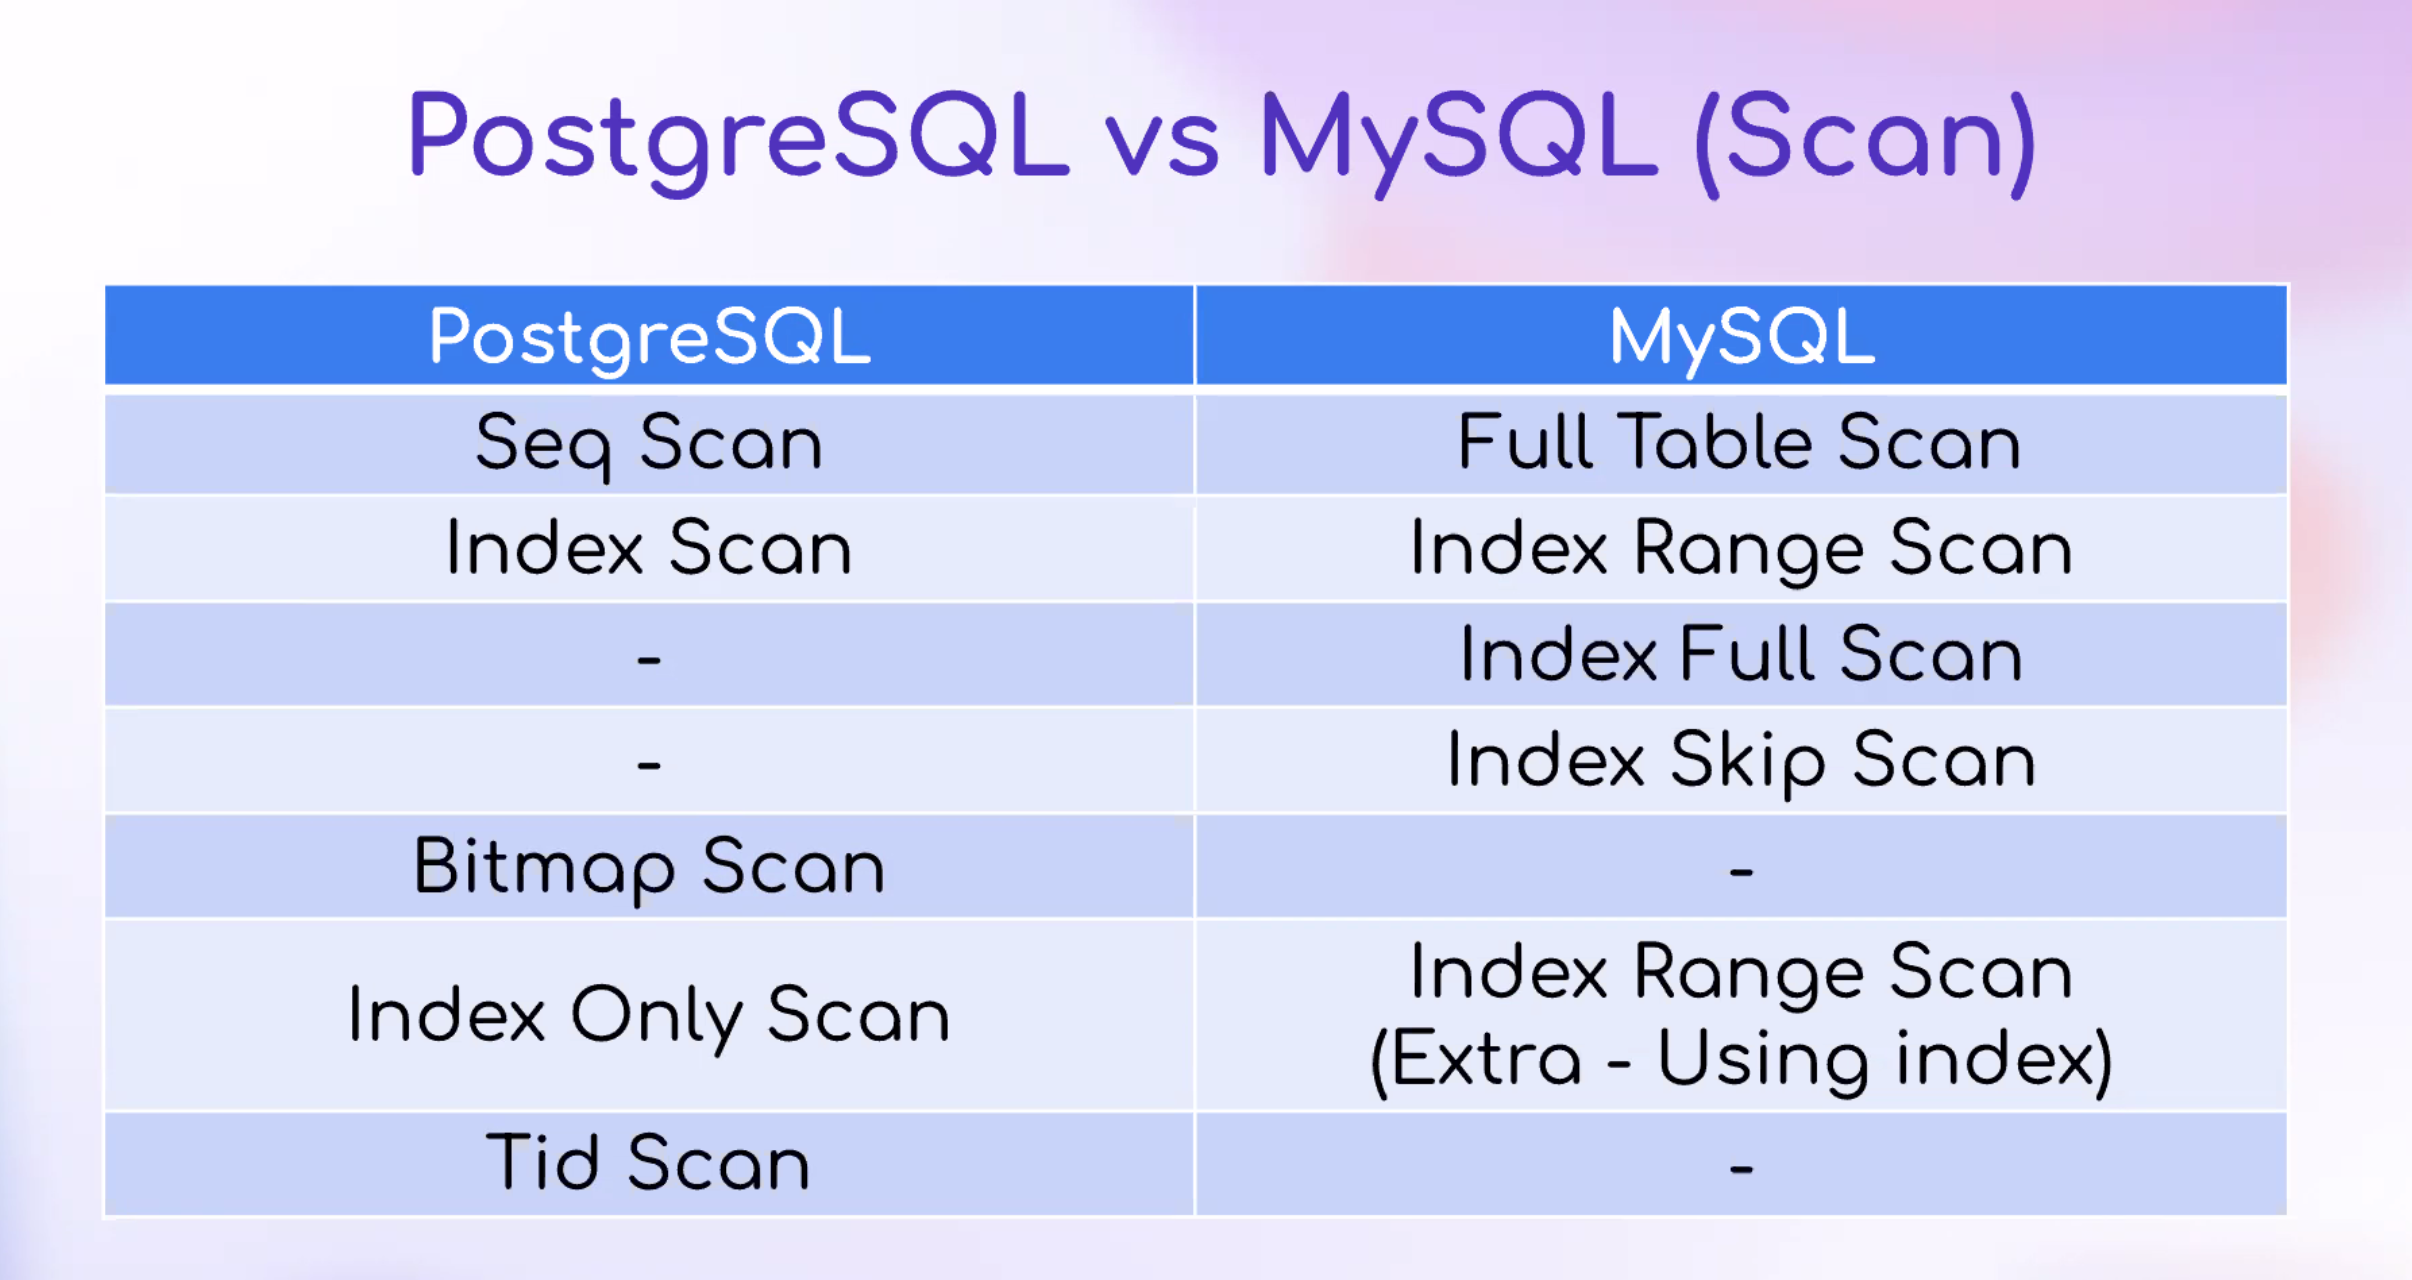 PostgreSQL vs MySQL (Scan)
PostgreSQL MySQL
Seq Scan Full Table Scan
Index Scan Index Range Scan
- Index Full Scan
- Index Skip Scan
Bitmap Scan -
Index Only Scan Index Range Scan
(Extra - Using index)
Tid Scan -